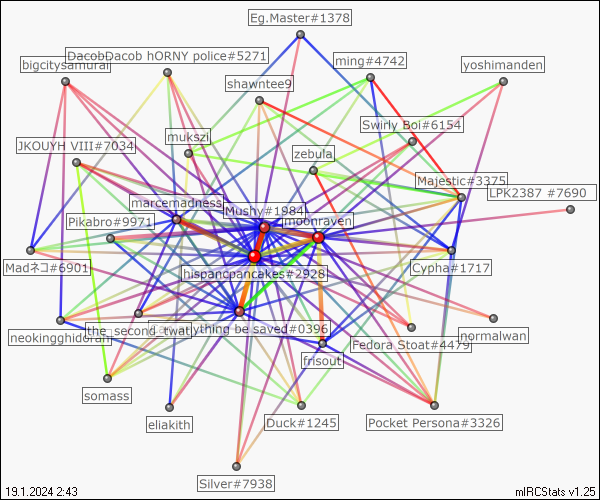 Eg.Master#1378
DacobDacob hORNY police#5271
ming#4742
bigcitysamurai
yoshimanden
shawntee9
Swirly Boi#6154
mukszi
JKOUYH VIII#7034
zebula
Majestic#3375
LPK2387 #7690
marcemadness
Mushy#1984
moonraven
Pikabro#9971
Madネコ#6901
hispanopancakes#2928
Cypha#1717
neokingghidorah
the_second_twaty
ything be saved#0396
normalwan
Fedora Stoat#4479
frisout
somass
eliakith
Duck#1245
Pocket Persona#3326
Silver#7938
19.1.2024 2:43
mIRCStats v1.25